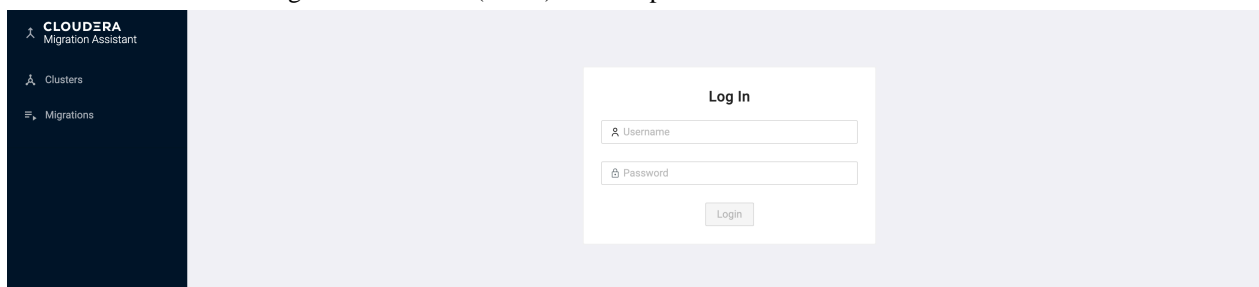 CLOUDERA
Migration Assistant
Clusters
Migrations
Log In
Username
Password
Login